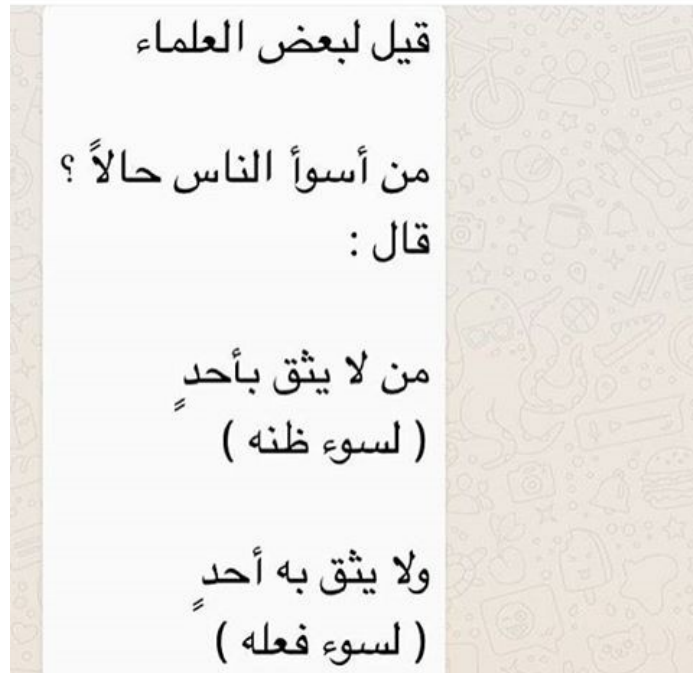 قيل لبعض العلماء
من أسوأ الناس حالاً ؟
قال :
من لا يثق بأحدٍ
( لسوء ظنه )
ولا يثق به أحدٍ
( لسوء فعله )